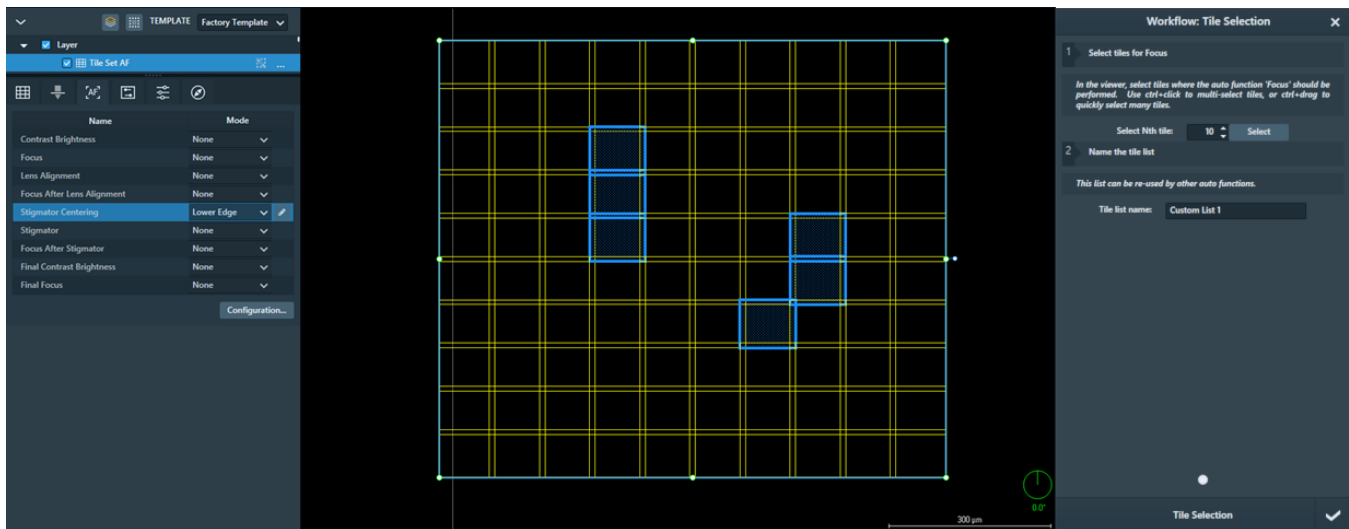 TEMPLATE Factory Template
Layer
Tile Set AF ...
[AF]
Name Mode
Contrast Brightness None
Focus None
Lens Alignment None
Focus After Lens Alignment None
Stigmator Centering Lower Edge
Stigmator None
Focus After Stigmator None
Final Contrast Brightness None
Final Focus None
Configuration...
0.0°
300 µm
Workflow: Tile Selection
1 Select tiles for Focus
In the viewer, select tiles where the auto function 'Focus' should be
performed. Use ctrl+click to multi-select tiles, or ctrl+drag to
quickly select many tiles.
Select Nth tile: 10 Select
2 Name the tile list
This list can be re-used by other auto functions.
Tile list name: Custom List 1
Tile Selection